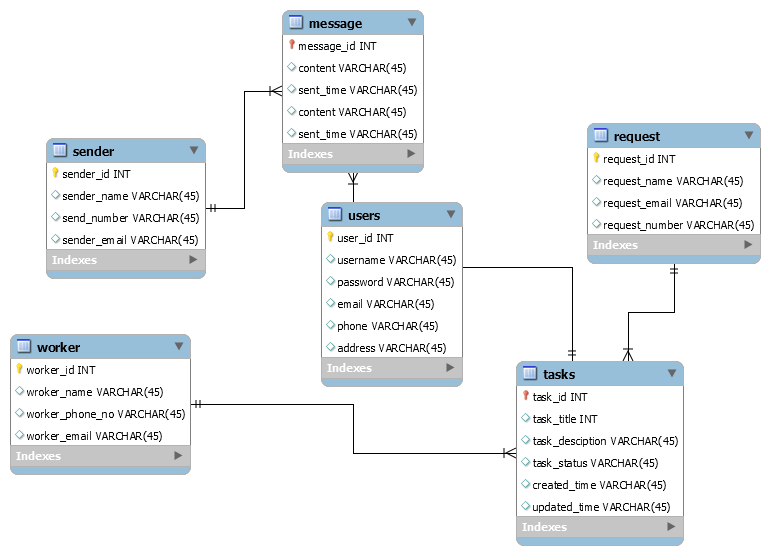 message
message_id INT
content VARCHAR(45)
sent_time VARCHAR(45)
content VARCHAR(45)
sent_time VARCHAR(45)
Indexes
sender
sender_id INT
sender_name VARCHAR(45)
send_number VARCHAR(45)
sender_email VARCHAR(45)
Indexes
request
request_id INT
request_name VARCHAR(45)
request_email VARCHAR(45)
request_number VARCHAR(45)
Indexes
users
user_id INT
username VARCHAR(45)
password VARCHAR(45)
email VARCHAR(45)
phone VARCHAR(45)
address VARCHAR(45)
Indexes
worker
worker_id INT
wroker_name VARCHAR(45)
worker_phone_no VARCHAR(45)
worker_email VARCHAR(45)
Indexes
tasks
task_id INT
task_title INT
task_desciption VARCHAR(45)
task_status VARCHAR(45)
created_time VARCHAR(45)
updated_time VARCHAR(45)
Indexes